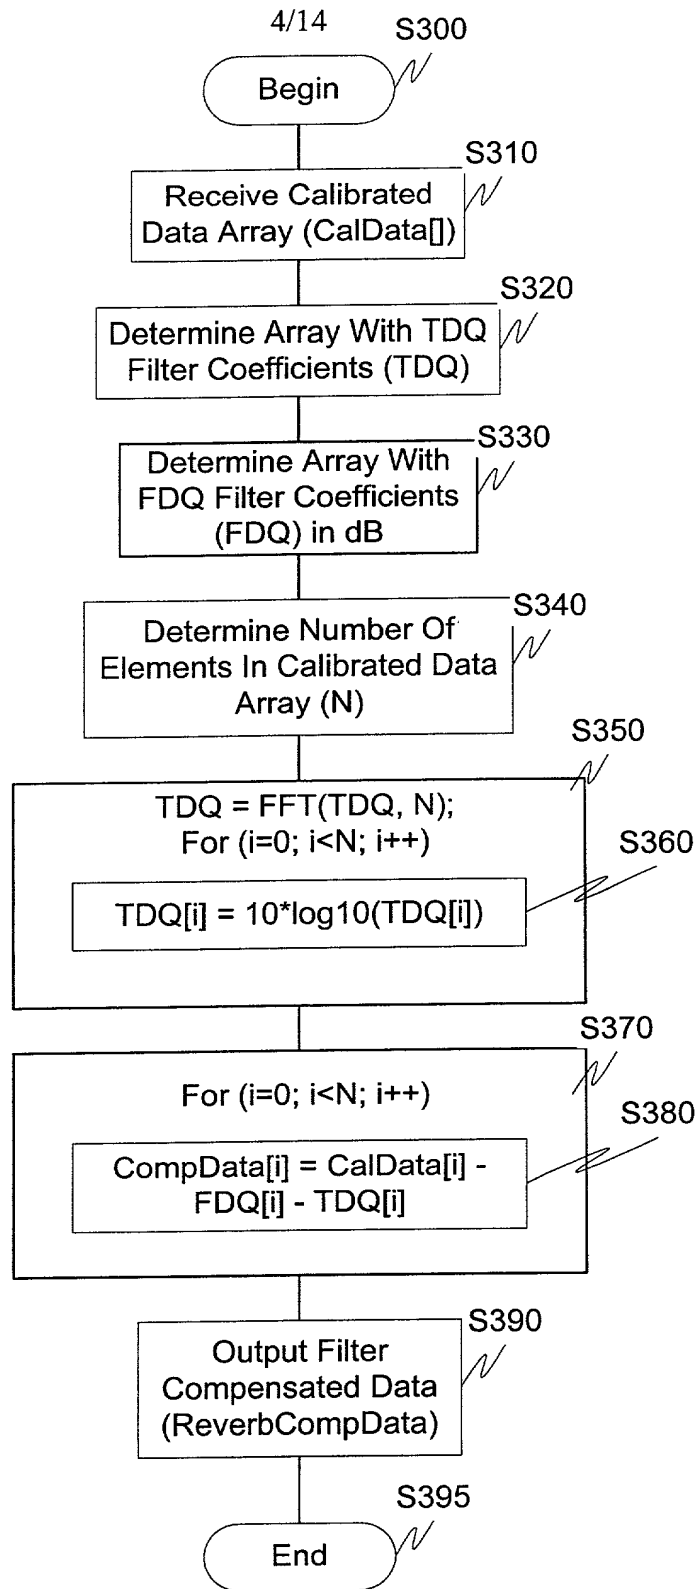 4/14
S300
Begin
S310
Receive Calibrated
Data Array (CalData[])
S320
Determine Array With TDQ
Filter Coefficients (TDQ)
S330
Determine Array With
FDQ Filter Coefficients
(FDQ) in dB
S340
Determine Number Of
Elements In Calibrated Data
Array (N)
S350
TDQ = FFT(TDQ, N);
For (i=0; i<N; i++)
S360
TDQ[i] = 10*log10(TDQ[i])
S370
For (i=0; i<N; i++)
S380
CompData[i] = CalData[i] -
FDQ[i] - TDQ[i]
S390
Output Filter
Compensated Data
(ReverbCompData)
S395
End